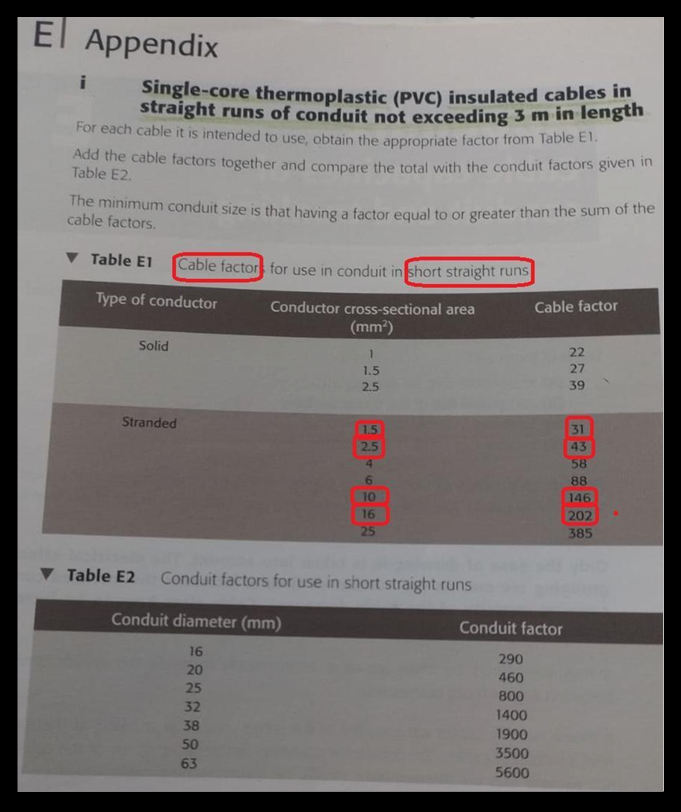 E Appendix
i Single-core thermoplastic (PVC) insulated cables in
straight runs of conduit not exceeding 3 m in length
For each cable it is intended to use, obtain the appropriate factor from Table E1.
Add the cable factors together and compare the total with the conduit factors given in
Table E2.
The minimum conduit size is that having a factor equal to or greater than the sum of the
cable factors.
▼ Table E1 Cable factors for use in conduit in short straight runs
Type of conductor Conductor cross-sectional area Cable factor
(mm²)
Solid 1 22
1.5 27
2.5 39
Stranded 1.5 31
2.5 43
4 58
6 88
10 146
16 202
25 385
▼ Table E2 Conduit factors for use in short straight runs
Conduit diameter (mm) Conduit factor
16 290
20 460
25 800
32 1400
38 1900
50 3500
63 5600